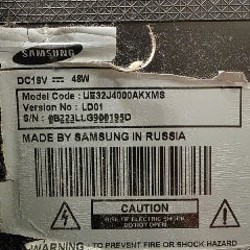 SAMSUNG
DC19V 48W
Model Code : UE32J4000AKXMS
Version No : LD01
S/N : 0B223LLG900195D
MADE BY SAMSUNG IN RUSSIA
CAUTION
RISK OF ELECTRIC SHOCK
DO NOT OPEN
WARNING: TO PREVENT FIRE OR SHOCK HAZARD